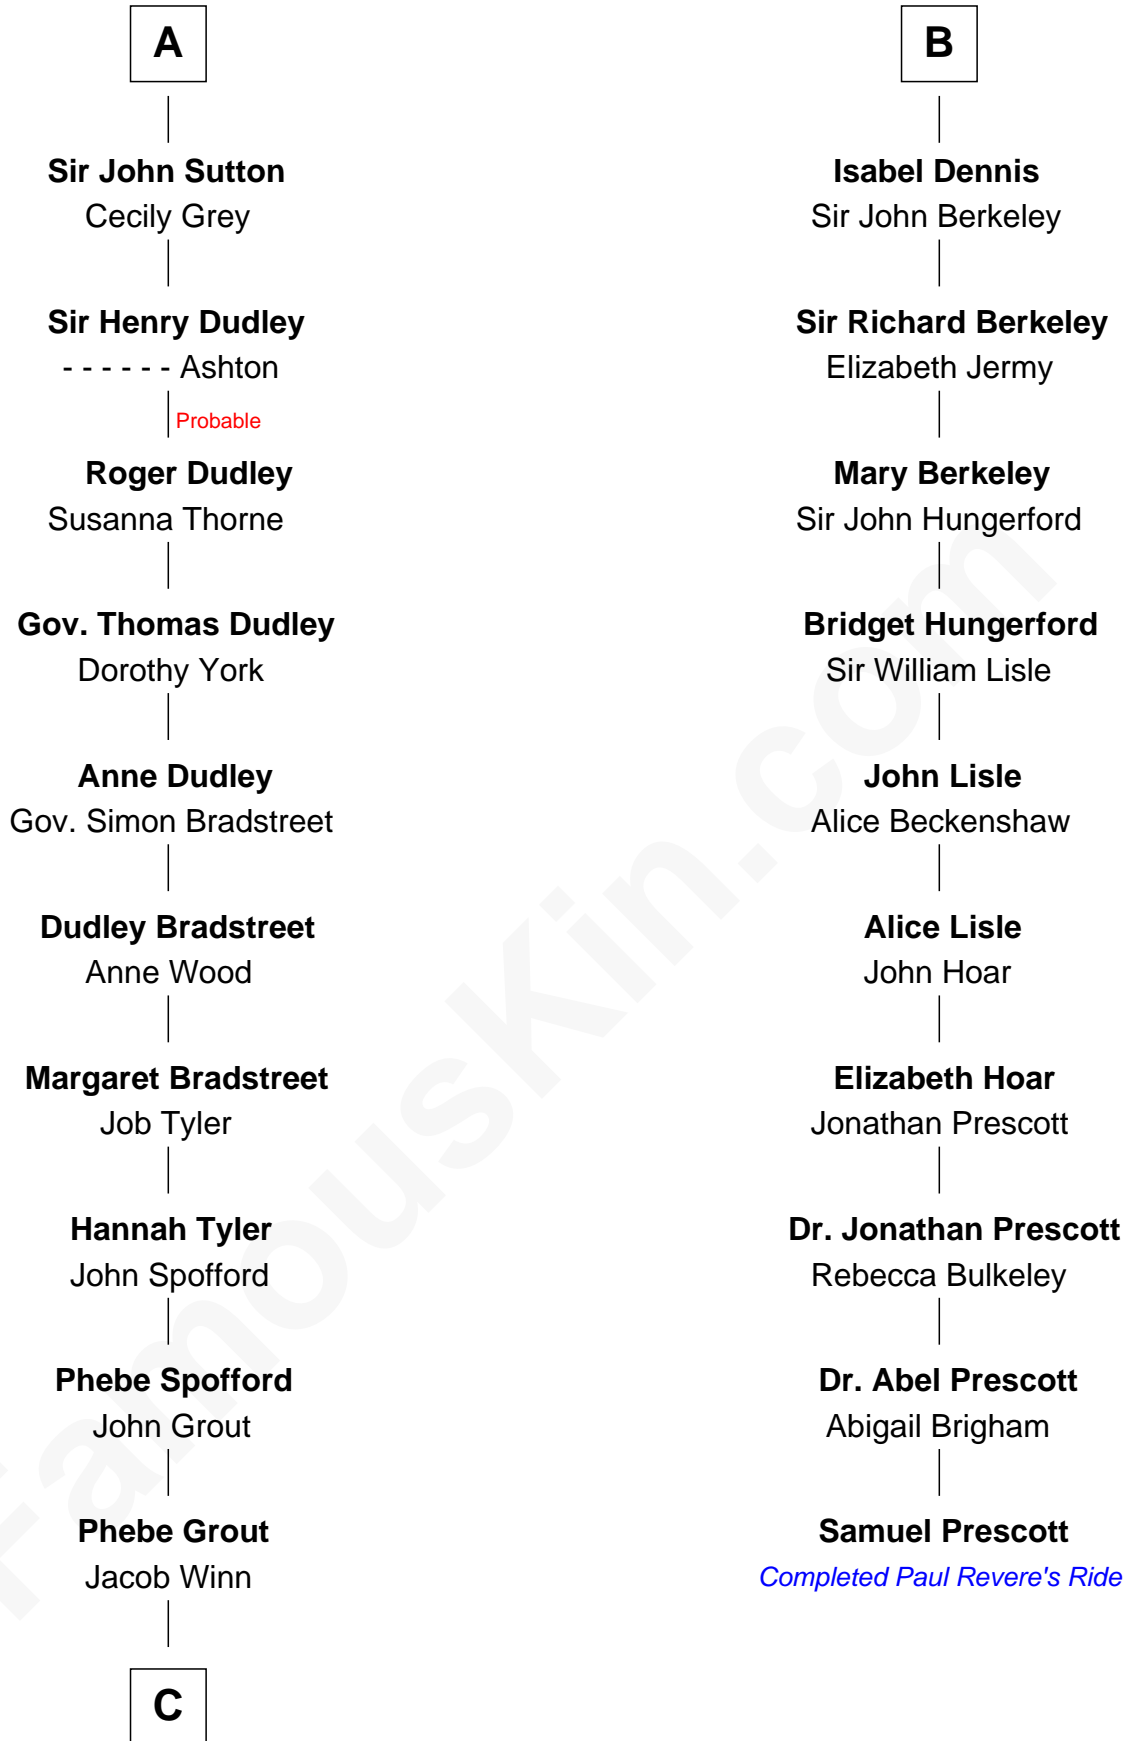 A
Sir John Sutton
Cecily Grey
Sir Henry Dudley
- - - - - - Ashton
Probable
Roger Dudley
Susanna Thorne
Gov. Thomas Dudley
Dorothy York
Anne Dudley
Gov. Simon Bradstreet
Dudley Bradstreet
Anne Wood
Margaret Bradstreet
Job Tyler
Hannah Tyler
John Spofford
Phebe Spofford
John Grout
Phebe Grout
Jacob Winn
C
B
Isabel Dennis
Sir John Berkeley
Sir Richard Berkeley
Elizabeth Jermy
Mary Berkeley
Sir John Hungerford
Bridget Hungerford
Sir William Lisle
John Lisle
Alice Beckenshaw
Alice Lisle
John Hoar
Elizabeth Hoar
Jonathan Prescott
Dr. Jonathan Prescott
Rebecca Bulkeley
Dr. Abel Prescott
Abigail Brigham
Samuel Prescott
Completed Paul Revere's Ride
FamousKin.com